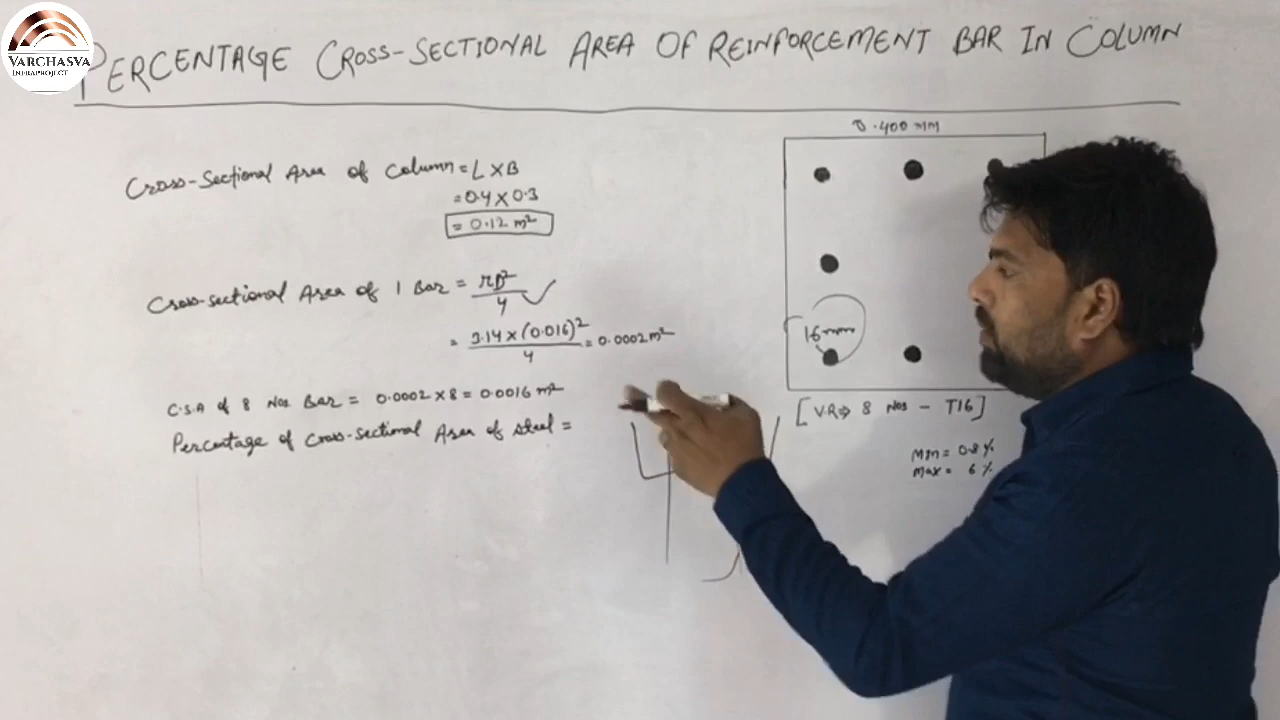 VARCHASVA
INFRAPROJECT
PERCENTAGE CROSS-SECTIONAL AREA OF REINFORCEMENT BAR IN COLUMN
0.400 MM
Cross-Sectional Area of Column = L X B
= 0.4 X 0.3
= 0.12 m²
Cross-sectional Area of 1 Bar = πD²/4
= 3.14 x (0.016)²/4 = 0.0002 m²
16mm
C.S.A of 8 Nos Bar = 0.0002 x 8 = 0.0016 m²
Percentage of cross-sectional Area of steel =
[V.R⇒ 8 Nos - T16]
Min = 0.8 %
Max = 6 %